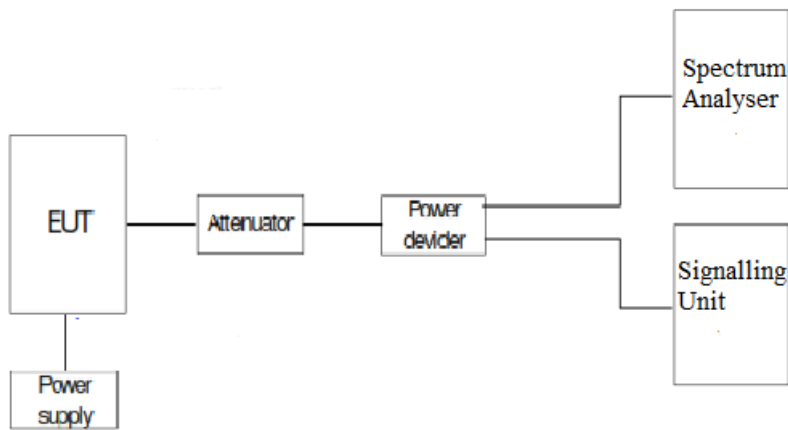 Spectrum
Analyser
EUT
Attenuator
Power
devider
Signalling
Unit
Power
supply